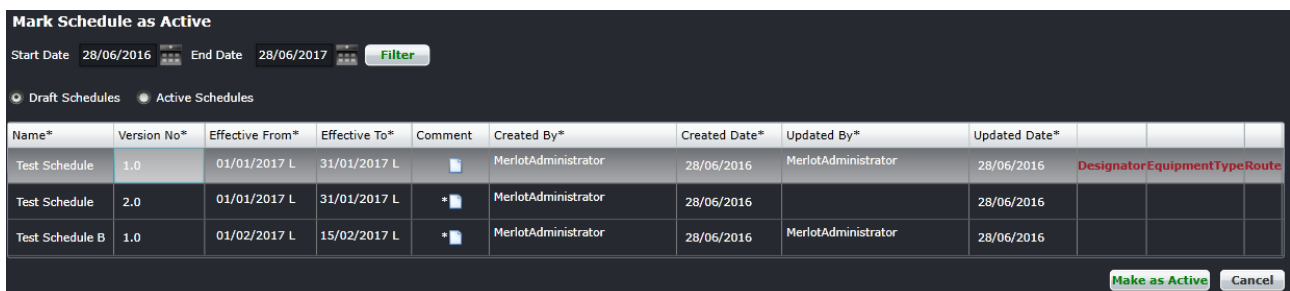 Mark Schedule as Active
Start Date 28/06/2016 End Date 28/06/2017 Filter
Draft Schedules Active Schedules
Name* Version No* Effective From* Effective To* Comment Created By* Created Date* Updated By* Updated Date*
Test Schedule 1.0 01/01/2017 L 31/01/2017 L MerlotAdministrator 28/06/2016 MerlotAdministrator 28/06/2016 Designator EquipmentType Route
Test Schedule 2.0 01/01/2017 L 31/01/2017 L * MerlotAdministrator 28/06/2016 28/06/2016
Test Schedule B 1.0 01/02/2017 L 15/02/2017 L * MerlotAdministrator 28/06/2016 MerlotAdministrator 28/06/2016
Make as Active Cancel